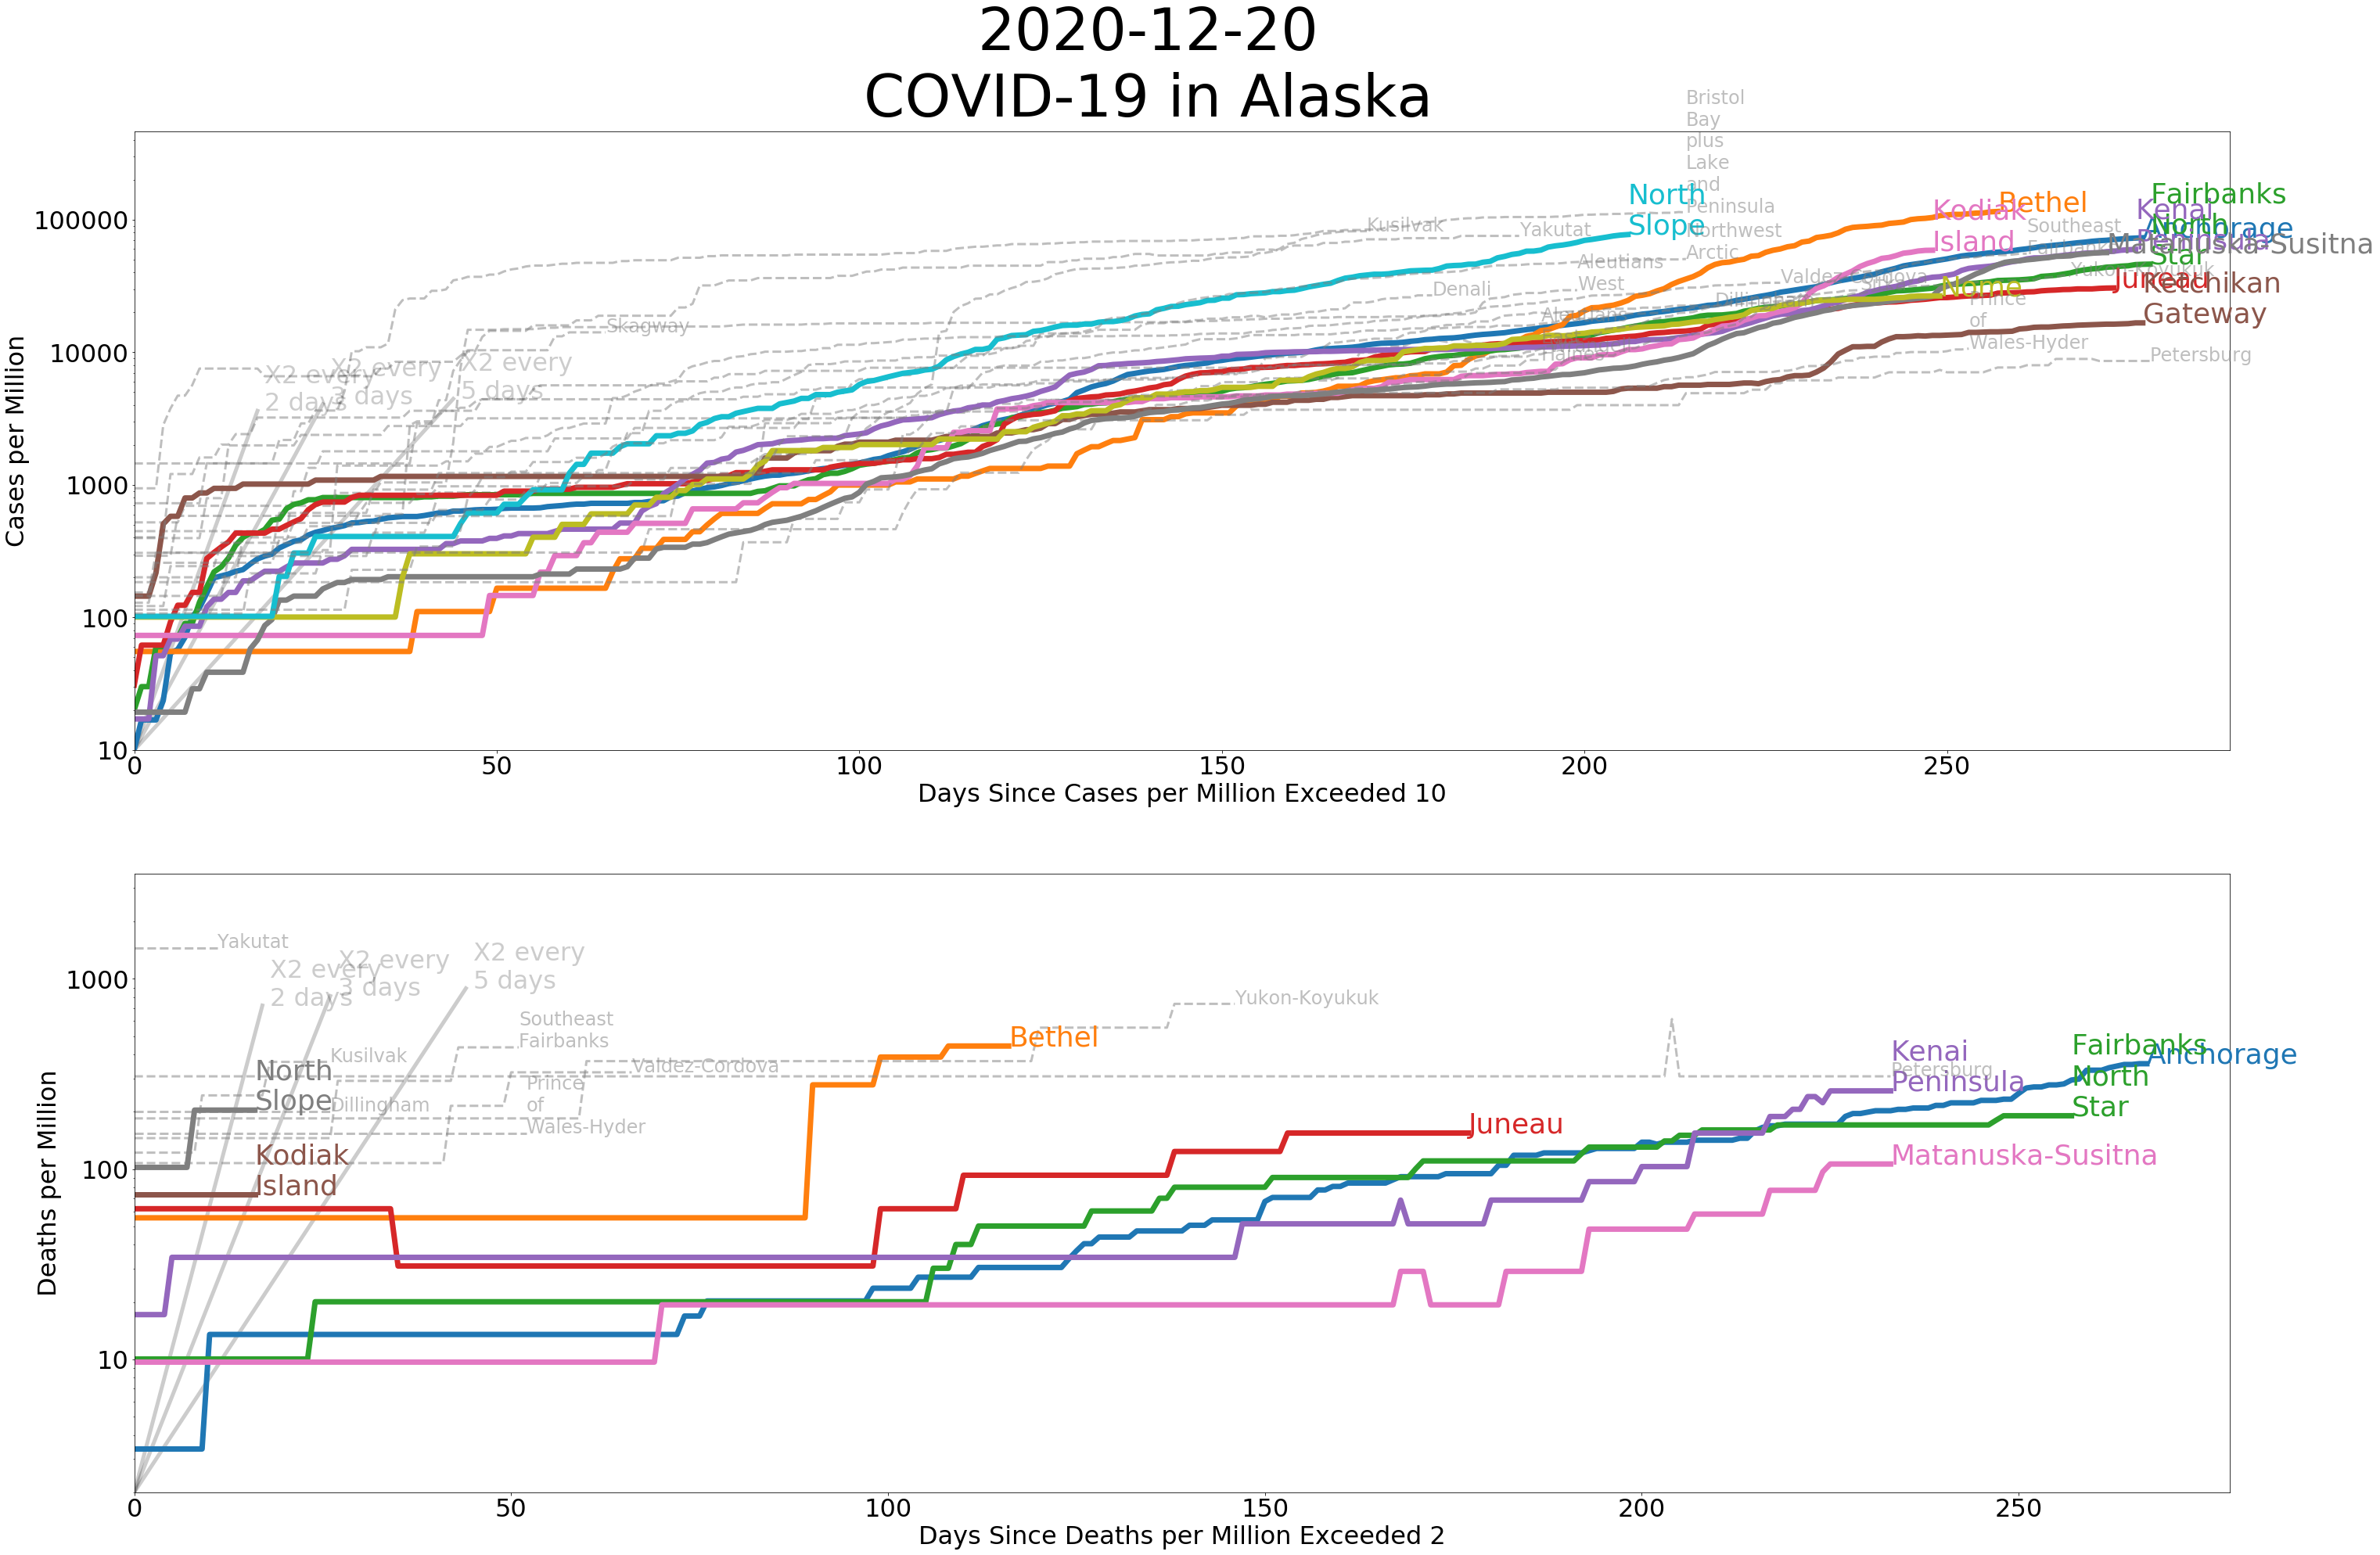 2020-12-20
COVID-19 in Alaska
Cases per Million
100000
10000
1000
100
10
0
50
100
150
200
250
Days Since Cases per Million Exceeded 10
X2 every
2 days
X2 every
3 days
X2 every
5 days
Skagway
Kusilvak
Denali
Yakutat
Aleutians
West
North
Slope
Bristol
Bay
plus
Lake
and
Peninsula
Northwest
Arctic
Haines
Dillingham
Valdez-Cordova
Kodiak
Island
Nome
Bethel
Prince
of
Wales-Hyder
Southeast
Fairbanks
Yukon-Koyukuk
Matanuska-Susitna
Juneau
Kenai
Peninsula
Ketchikan
Gateway
Anchorage
Fairbanks
North
Star
Petersburg
Deaths per Million
1000
100
10
0
50
100
150
200
250
Days Since Deaths per Million Exceeded 2
Yakutat
X2 every
2 days
X2 every
3 days
X2 every
5 days
North
Slope
Kodiak
Island
Kusilvak
Dillingham
Southeast
Fairbanks
Prince
of
Wales-Hyder
Valdez-Cordova
Bethel
Yukon-Koyukuk
Juneau
Kenai
Peninsula
Petersburg
Matanuska-Susitna
Fairbanks
North
Star
Anchorage